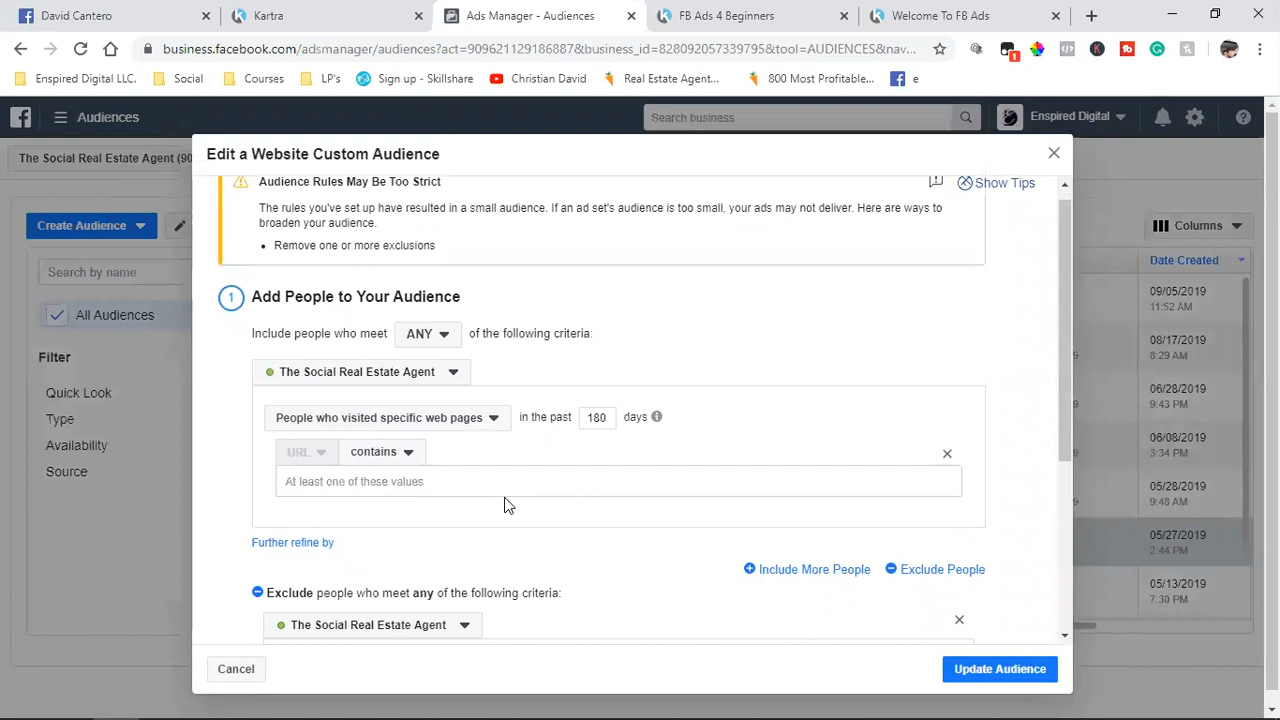 David Cantero
Kartra
Ads Manager - Audiences
FB Ads 4 Beginners
Welcome To FB Ads
business.facebook.com/adsmanager/audiences?act=909621129186887&business_id=828092057339795&tool=AUDIENCES&nav...
Enspired Digital LLC.
Social
Courses
LP's
Sign up - Skillshare
Christian David
Real Estate Agent...
800 Most Profitable...
e
Audiences
Search business
Enspired Digital
The Social Real Estate Agent (90
Edit a Website Custom Audience
Audience Rules May Be Too Strict
Show Tips
The rules you've set up have resulted in a small audience. If an ad set's audience is too small, your ads may not deliver. Here are ways to
broaden your audience.
• Remove one or more exclusions
Create Audience
Columns
Search by name
Date Created
All Audiences
Filter
Quick Look
Type
Availability
Source
1 Add People to Your Audience
Include people who meet ANY of the following criteria:
The Social Real Estate Agent
People who visited specific web pages in the past 180 days
URL contains
At least one of these values
Further refine by
Include More People Exclude People
Exclude people who meet any of the following criteria:
The Social Real Estate Agent
Cancel
Update Audience
09/05/2019
11:52 AM
08/17/2019
8:29 AM
06/28/2019
9:43 PM
06/08/2019
3:34 PM
05/28/2019
9:48 AM
05/27/2019
2:44 PM
05/13/2019
7:30 PM